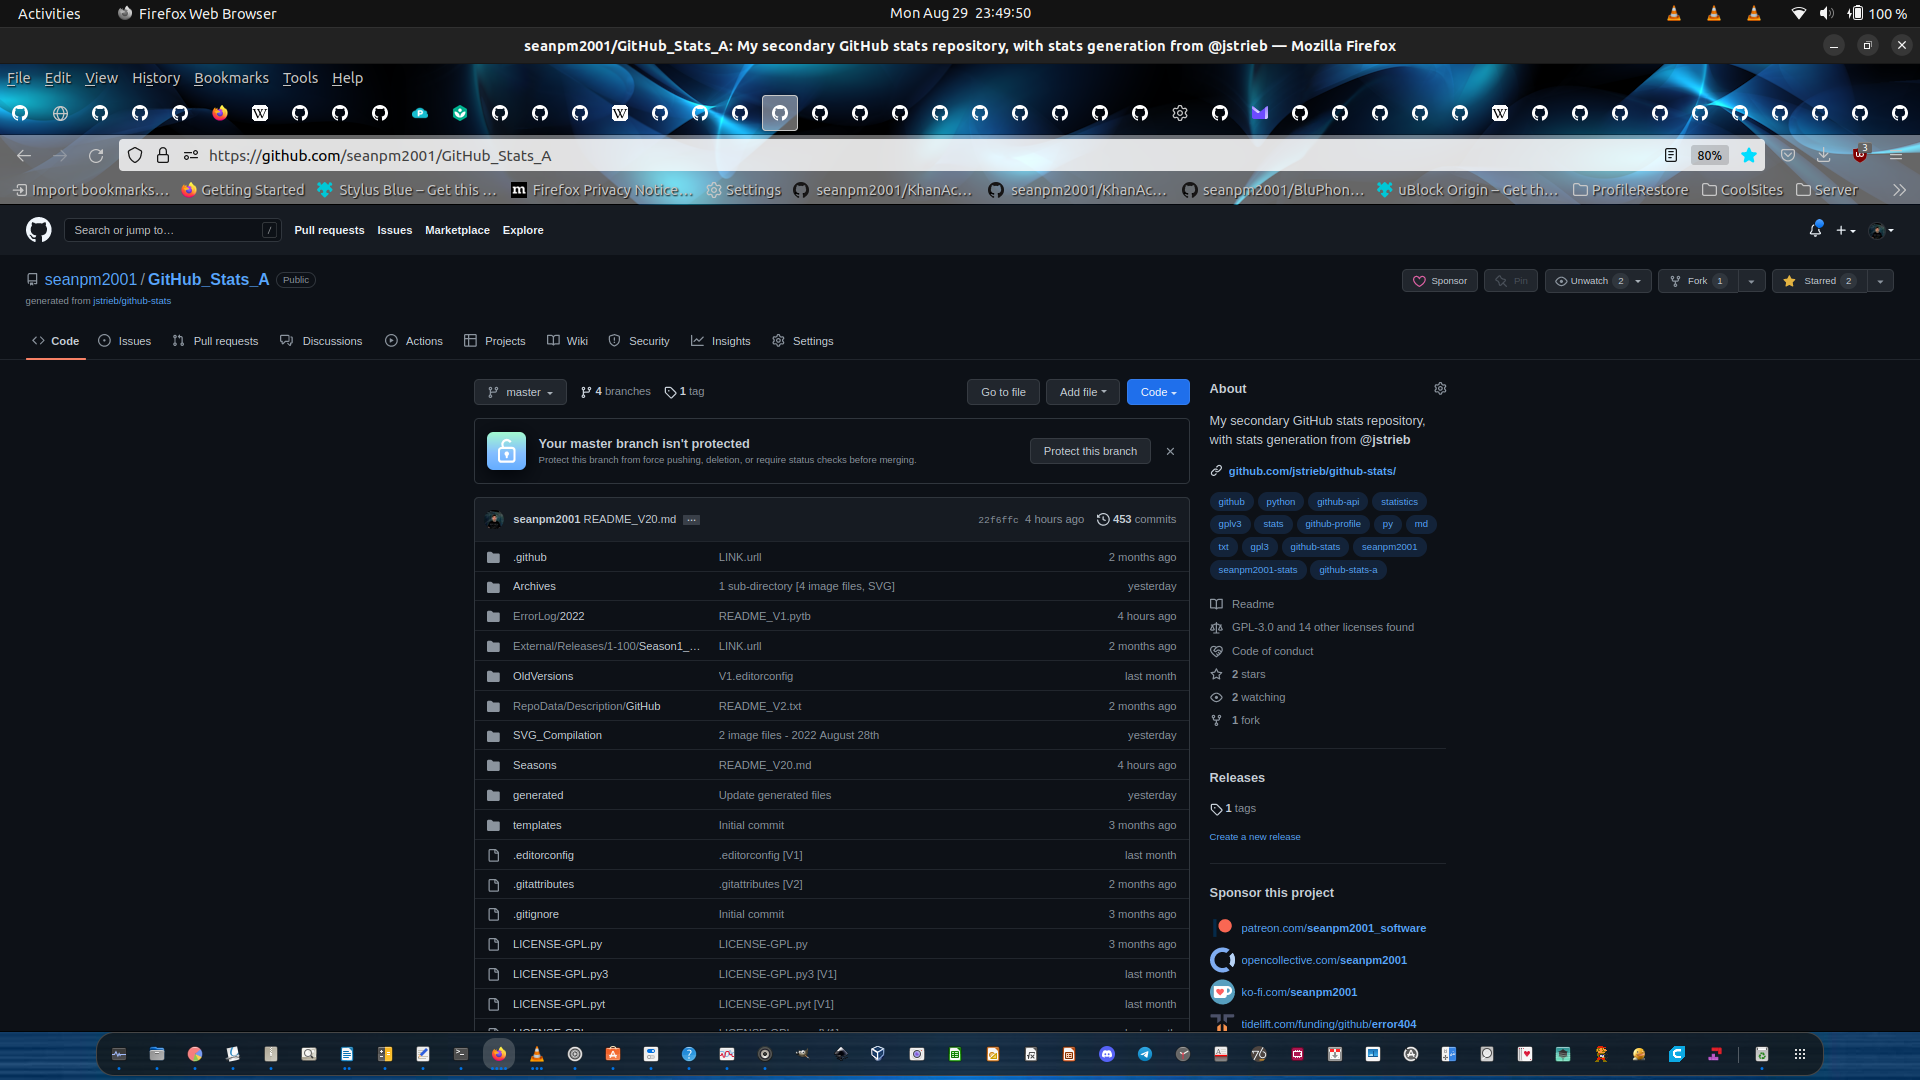 Activities
Firefox Web Browser
Mon Aug 29 23:49:50
100 %
seanpm2001/GitHub_Stats_A: My secondary GitHub stats repository, with stats generation from @jstrieb — Mozilla Firefox
File Edit View History Bookmarks Tools Help
https://github.com/seanpm2001/GitHub_Stats_A
80%
3
Import bookmarks… Getting Started Stylus Blue – Get this … Firefox Privacy Notice… Settings seanpm2001/KhanAc… seanpm2001/KhanAc… seanpm2001/BluPhon… uBlock Origin – Get th… ProfileRestore CoolSites Server
Search or jump to… /
Pull requests Issues Marketplace Explore
seanpm2001 / GitHub_Stats_A Public
Sponsor Pin Unwatch 2 Fork 1 Starred 2
generated from jstrieb/github-stats
Code Issues Pull requests Discussions Actions Projects Wiki Security Insights Settings
master 4 branches 1 tag
Go to file Add file Code
Your master branch isn't protected
Protect this branch from force pushing, deletion, or require status checks before merging.
Protect this branch
seanpm2001 README_V20.md … 22f6ffc 4 hours ago 453 commits
.github LINK.urll 2 months ago
Archives 1 sub-directory [4 image files, SVG] yesterday
ErrorLog/2022 README_V1.pytb 4 hours ago
External/Releases/1-100/Season1_… LINK.urll 2 months ago
OldVersions V1.editorconfig last month
RepoData/Description/GitHub README_V2.txt 2 months ago
SVG_Compilation 2 image files - 2022 August 28th yesterday
Seasons README_V20.md 4 hours ago
generated Update generated files yesterday
templates Initial commit 3 months ago
.editorconfig .editorconfig [V1] last month
.gitattributes .gitattributes [V2] 2 months ago
.gitignore Initial commit 3 months ago
LICENSE-GPL.py LICENSE-GPL.py 3 months ago
LICENSE-GPL.py3 LICENSE-GPL.py3 [V1] last month
LICENSE-GPL.pyt LICENSE-GPL.pyt [V1] last month
About
My secondary GitHub stats repository,
with stats generation from @jstrieb
github.com/jstrieb/github-stats/
github python github-api statistics
gplv3 stats github-profile py md
txt gpl3 github-stats seanpm2001
seanpm2001-stats github-stats-a
Readme
GPL-3.0 and 14 other licenses found
Code of conduct
2 stars
2 watching
1 fork
Releases
1 tags
Create a new release
Sponsor this project
patreon.com/seanpm2001_software
opencollective.com/seanpm2001
ko-fi.com/seanpm2001
tidelift.com/funding/github/error404